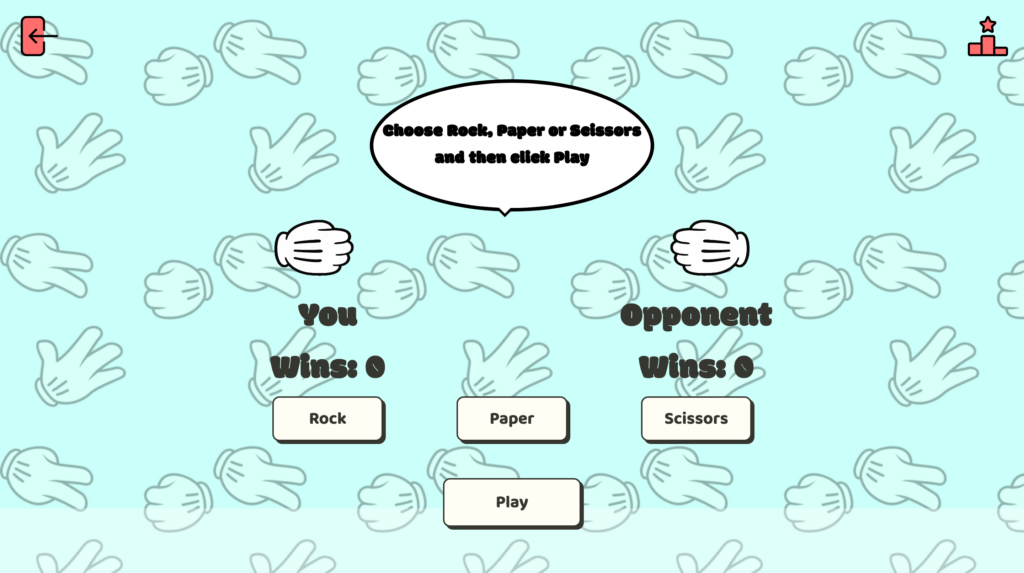 Choose Rock, Paper or Scissors
and then click Play
You
Opponent
Wins: 0
Wins: 0
Rock
Paper
Scissors
Play